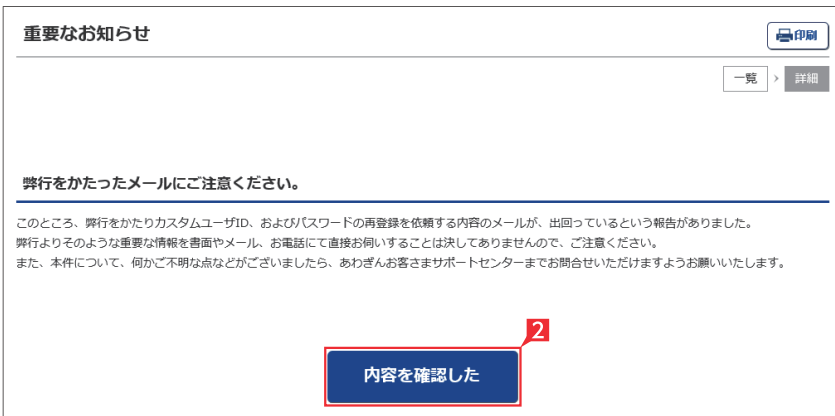 重要なお知らせ
印刷
一覧 > 詳細
弊行をかたったメールにご注意ください。
このところ、弊行をかたりカスタムユーザID、およびパスワードの再登録を依頼する内容のメールが、出回っているという報告がありました。
弊行よりそのような重要な情報を書面やメール、お電話にて直接お伺いすることは決してありませんので、ご注意ください。
また、本件について、何かご不明な点などがございましたら、あわぎんお客さまサポートセンターまでお問合せいただけますようお願いいたします。
2
内容を確認した